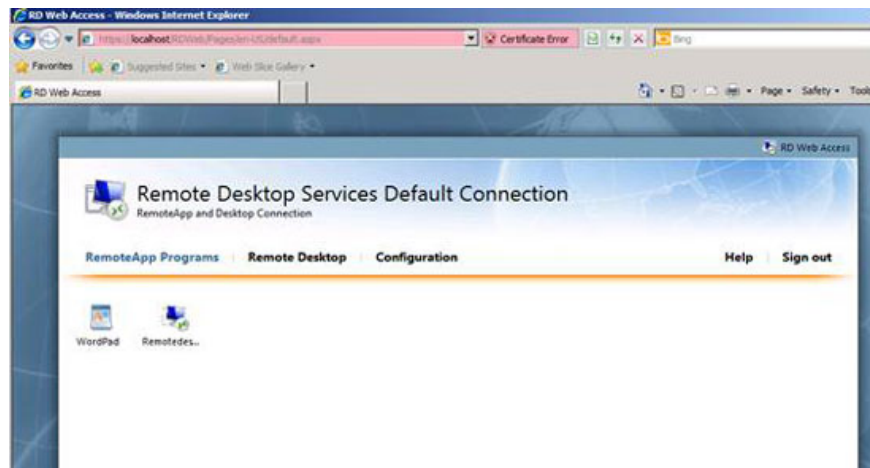 RD Web Access - Windows Internet Explorer
https://localhost/RDWeb/Pages/en-US/default.aspx Certificate Error Bing
Favorites Suggested Sites Web Slice Gallery
RD Web Access Page Safety Tools
RD Web Access
Remote Desktop Services Default Connection
RemoteApp and Desktop Connection
RemoteApp Programs Remote Desktop Configuration Help Sign out
WordPad Remotedes..